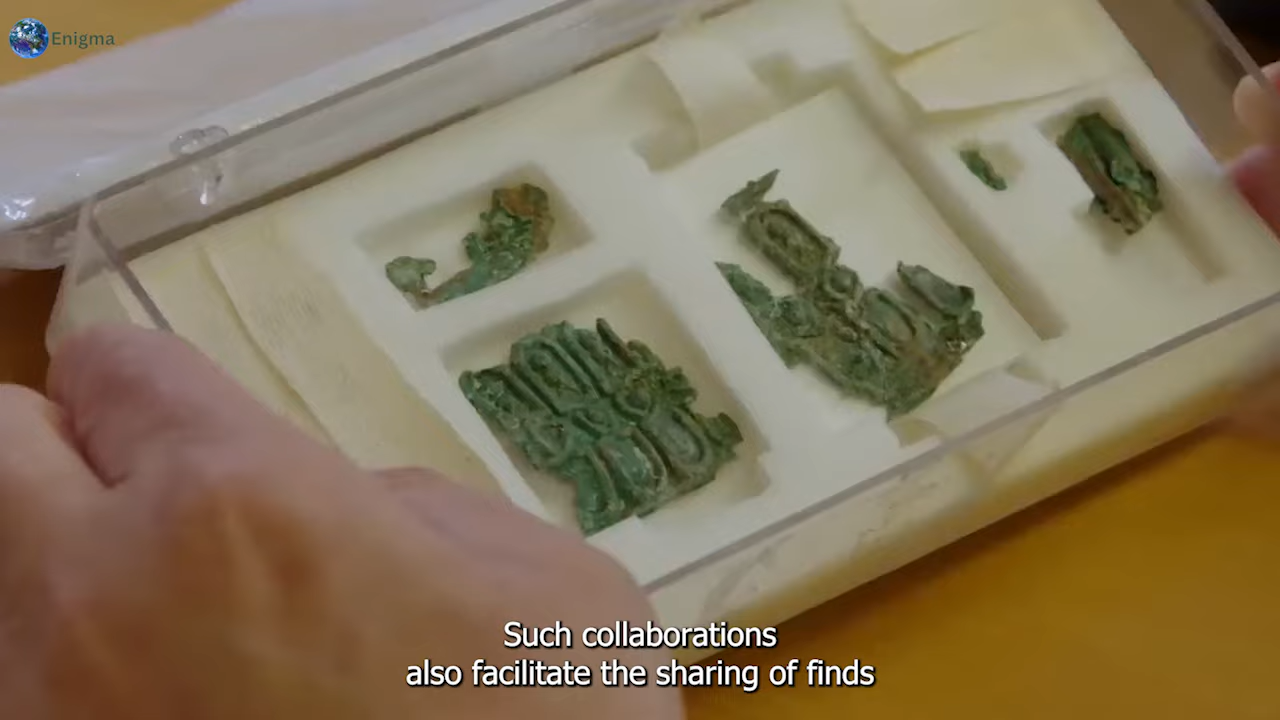 Enigma
Such collaborations
also facilitate the sharing of finds